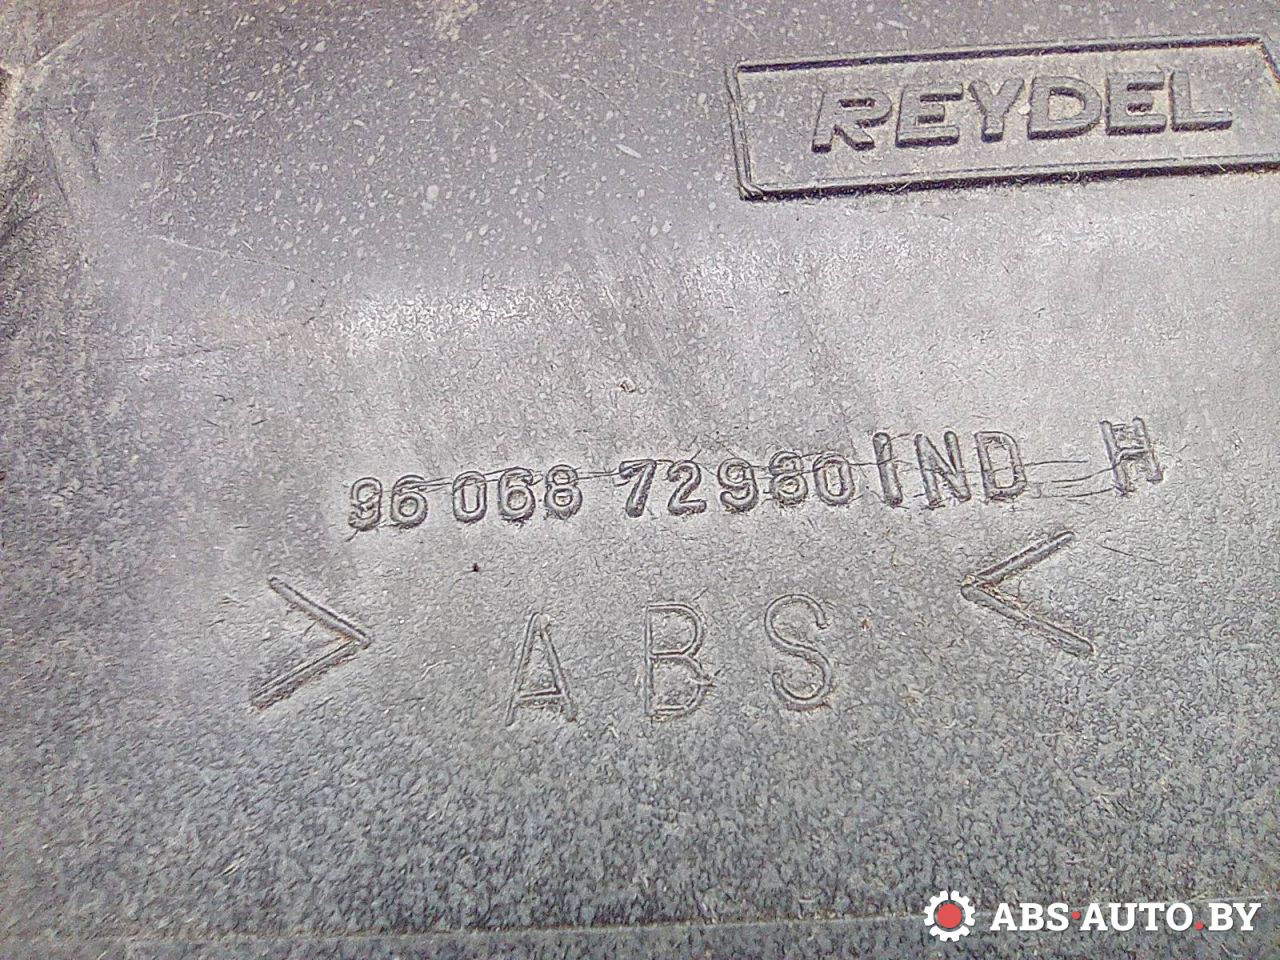 REYDEL
96 068 72980 IND H
> ABS <
ABS·AUTO.BY